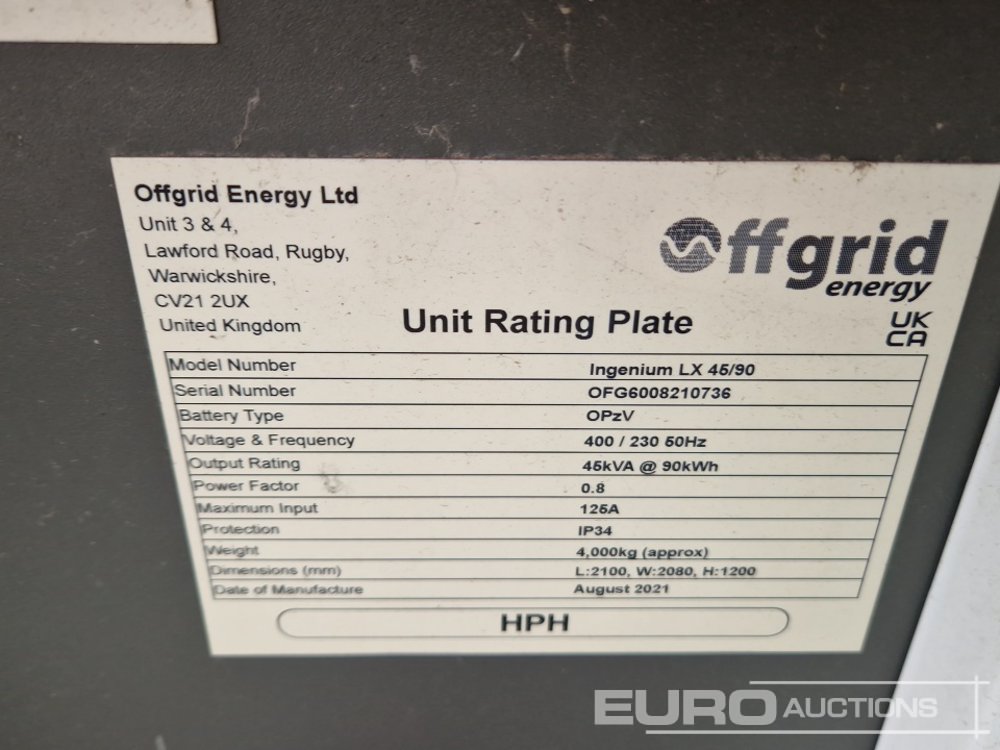 Offgrid Energy Ltd
Unit 3 & 4,
Lawford Road, Rugby,
Warwickshire,
CV21 2UX
United Kingdom
Offgrid
energy
UK
CA
Unit Rating Plate
Model Number Ingenium LX 45/90
Serial Number OFG6008210736
Battery Type OPzV
Voltage & Frequency 400 / 230 50Hz
Output Rating 45kVA @ 90kWh
Power Factor 0.8
Maximum Input 125A
Protection IP34
Weight 4,000kg (approx)
Dimensions (mm) L:2100, W:2080, H:1200
Date of Manufacture August 2021
HPH
EURO AUCTIONS